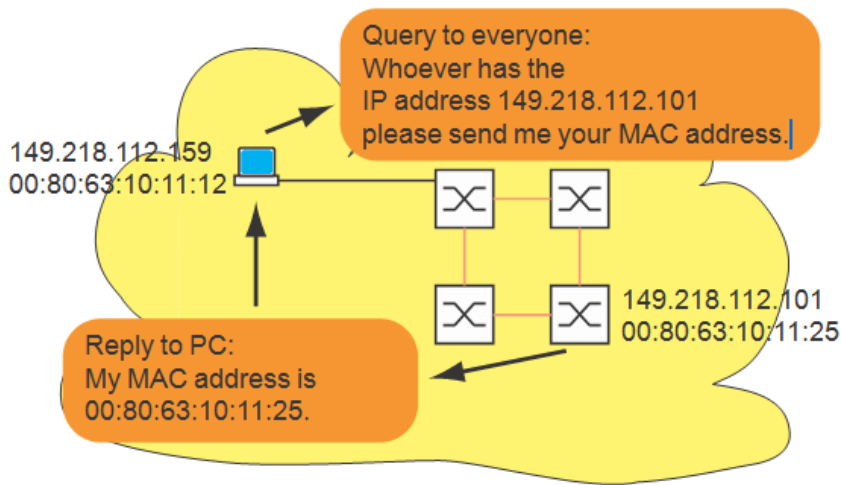 Query to everyone:
Whoever has the
IP address 149.218.112.101
please send me your MAC address.
149.218.112.159
00:80:63:10:11:12
149.218.112.101
00:80:63:10:11:25
Reply to PC:
My MAC address is
00:80:63:10:11:25.